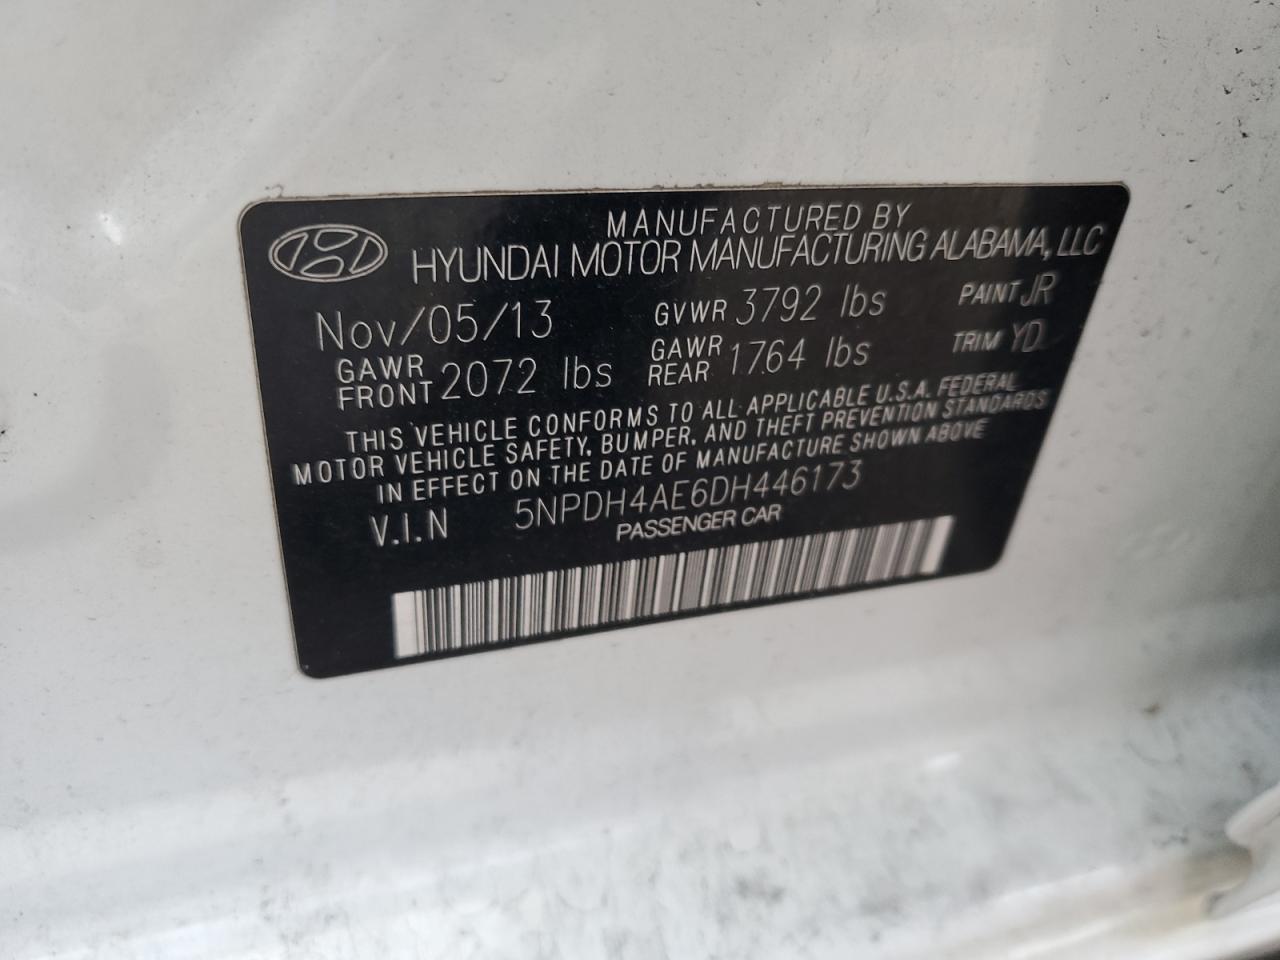 MANUFACTURED BY
HYUNDAI MOTOR MANUFACTURING ALABAMA, LLC
Nov/05/13 GVWR 3792 lbs PAINT JR
GAWR FRONT 2072 lbs GAWR REAR 1764 lbs TRIM YD
THIS VEHICLE CONFORMS TO ALL APPLICABLE U.S.A. FEDERAL
MOTOR VEHICLE SAFETY, BUMPER, AND THEFT PREVENTION STANDARDS
IN EFFECT ON THE DATE OF MANUFACTURE SHOWN ABOVE
V.I.N 5NPDH4AE6DH446173
PASSENGER CAR